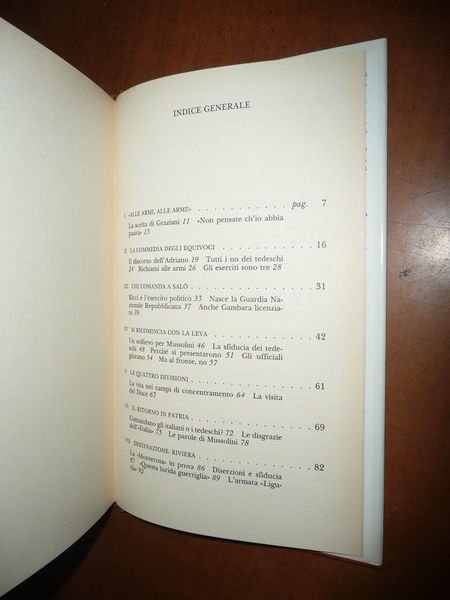 INDICE GENERALE
I «ALLE ARMI, ALLE ARMI!» . . . . . . . . . . . pag. 7
La scelta di Graziani 11 «Non pensate ch'io abbia
paura» 13
II LA COMMEDIA DEGLI EQUIVOCI . . . . . . . . . . . 16
Il discorso dell'Adriano 19 Tutti i no dei tedeschi
24 Richiami alle armi 26 Gli eserciti sono tre 28
III CHI COMANDA A SALÒ . . . . . . . . . . . 31
Ricci e l'esercito politico 33 Nasce la Guardia Na-
zionale Repubblicana 37 Anche Gambara licenzia-
to 39
IV SI RICOMINCIA CON LA LEVA . . . . . . . . . . . 42
Un sollievo per Mussolini 46 La sfiducia dei tede-
schi 48 Perché si presentarono 51 Gli ufficiali
giurano 54 Ma al fronte, no 57
V LE QUATTRO DIVISIONI . . . . . . . . . . . 61
La vita nei campi di concentramento 64 La visita
del Duce 67
VI IL RITORNO IN PATRIA . . . . . . . . . . . 69
Comandano gli italiani o i tedeschi? 72 Le disgrazie
dell'«Italia» 75 Le parole di Mussolini 78
VII DESTINAZIONE: RIVIERA . . . . . . . . . . . 82
La «Monterosa» in prova 86 Diserzioni e sfiducia
87 «Questa lurida guerriglia» 89 L'armata «Ligu-
ria» 92